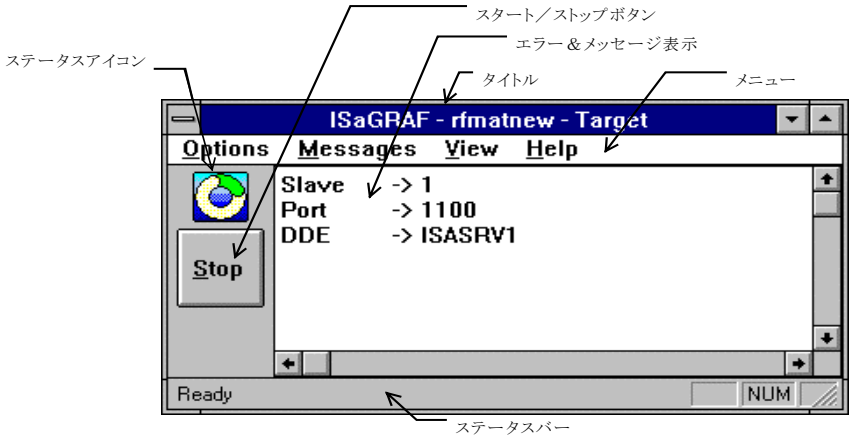 スタート／ストップボタン
エラー＆メッセージ表示
ステータスアイコン
タイトル
メニュー
ISaGRAF - rfmatnew - Target
Options Messages View Help
Slave -> 1
Port -> 1100
DDE -> ISASRV1
Stop
Ready
NUM
ステータスバー